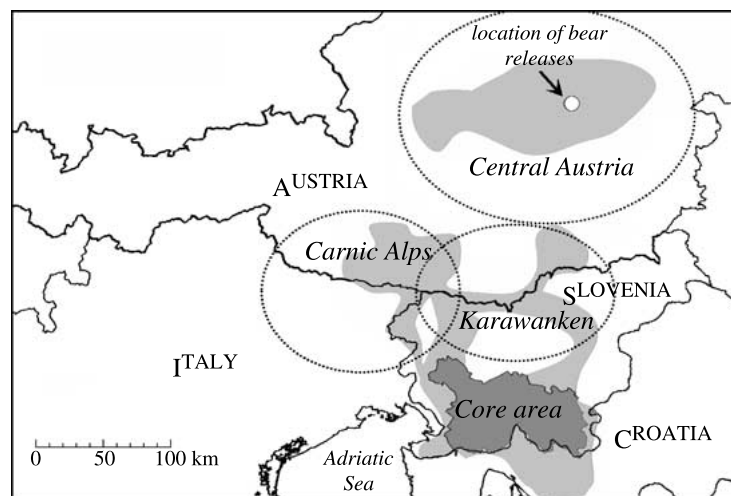 location of bear
releases
Central Austria
AUSTRIA
Carnic Alps
SLOVENIA
Karawanken
ITALY
Core area
CROATIA
0 50 100 km
Adriatic
Sea